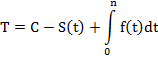 T = C − S(t) + ∫₀ⁿ f(t)dt